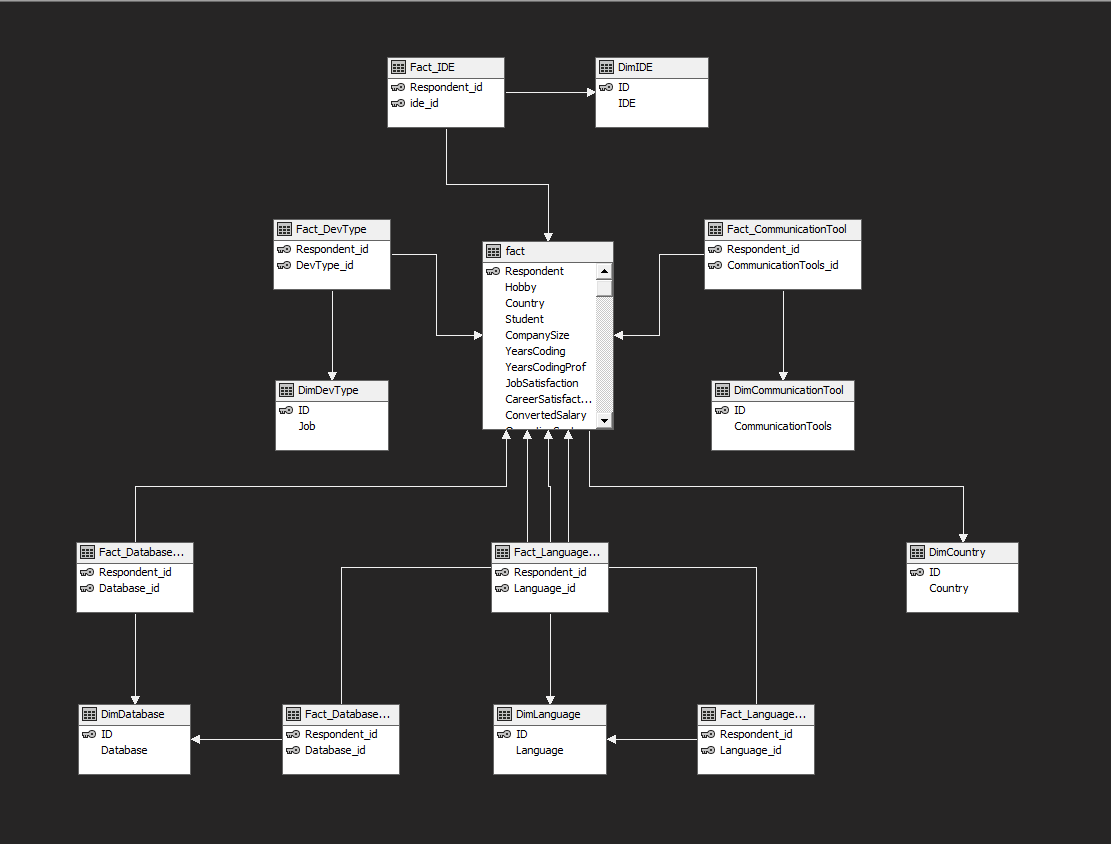 Fact_IDE
Respondent_id
ide_id
DimIDE
ID
IDE
Fact_DevType
Respondent_id
DevType_id
fact
Respondent
Hobby
Country
Student
CompanySize
YearsCoding
YearsCodingProf
JobSatisfaction
CareerSatisfact...
ConvertedSalary
Fact_CommunicationTool
Respondent_id
CommunicationTools_id
DimDevType
ID
Job
DimCommunicationTool
ID
CommunicationTools
Fact_Database...
Respondent_id
Database_id
Fact_Language...
Respondent_id
Language_id
DimCountry
ID
Country
DimDatabase
ID
Database
Fact_Database...
Respondent_id
Database_id
DimLanguage
ID
Language
Fact_Language...
Respondent_id
Language_id